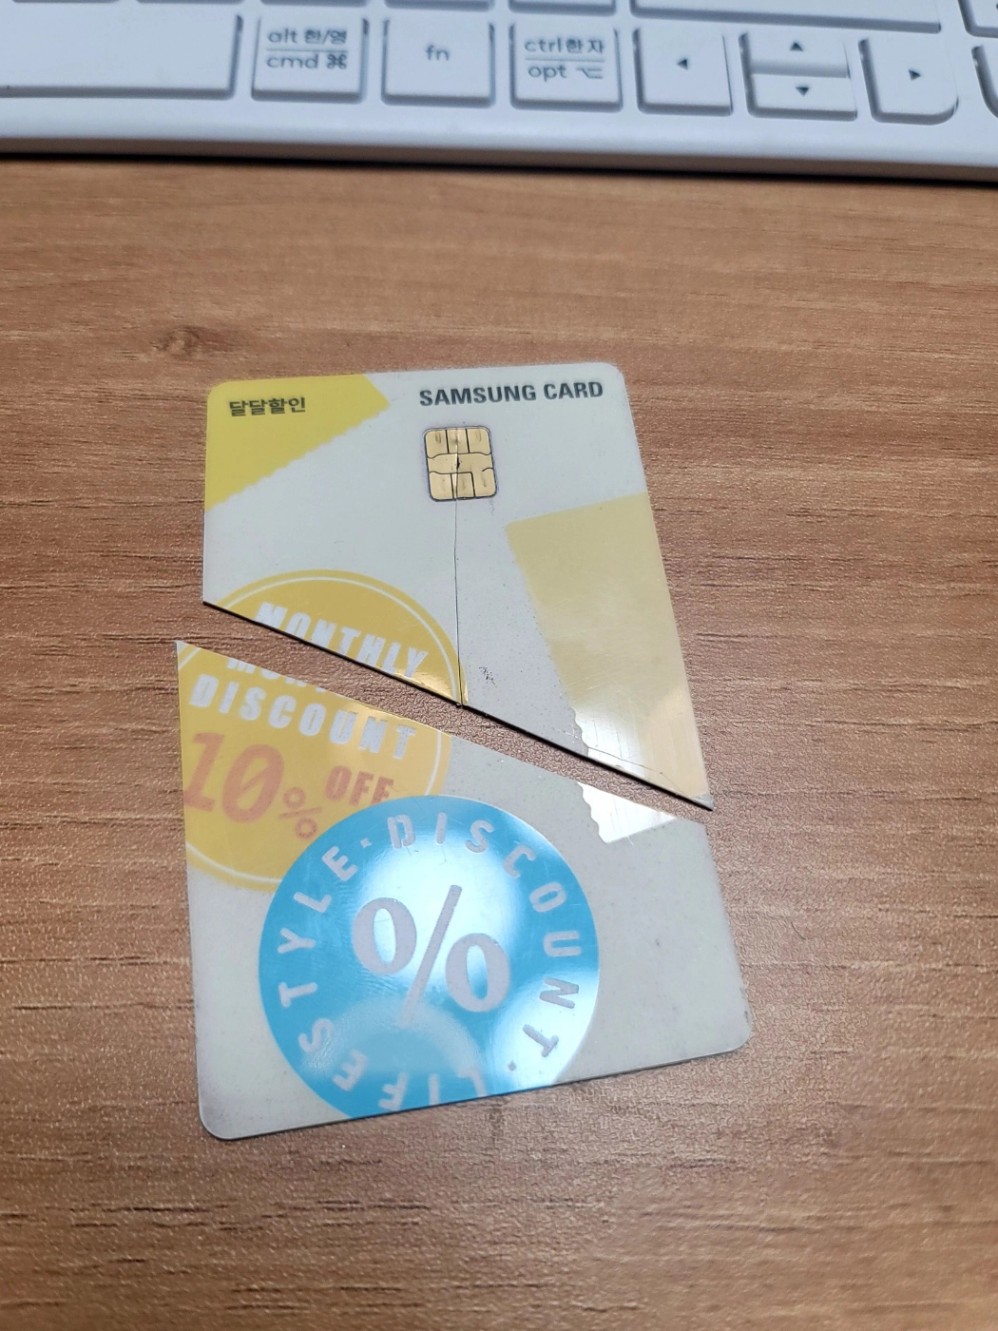 alt 한/영
cmd ⌘
fn
ctrl 한자
opt ⌥
◀
▲
▼
▶
달달할인
SAMSUNG CARD
MONTHLY
DISCOUNT
10% OFF
LIFESTYLE·DISCOUNT·
%